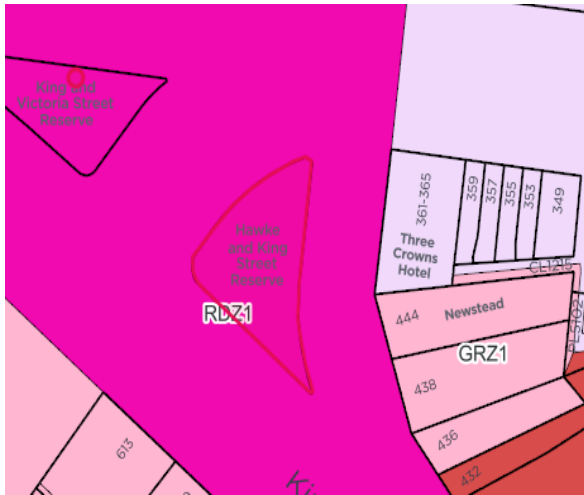 King and
Victoria Street
Reserve
Hawke
and King
Street
Reserve
RDZ1
361-365
359
357
355
353
349
Three
Crowns
Hotel
CL1215
444
Newstead
GRZ1
438
436
432
613